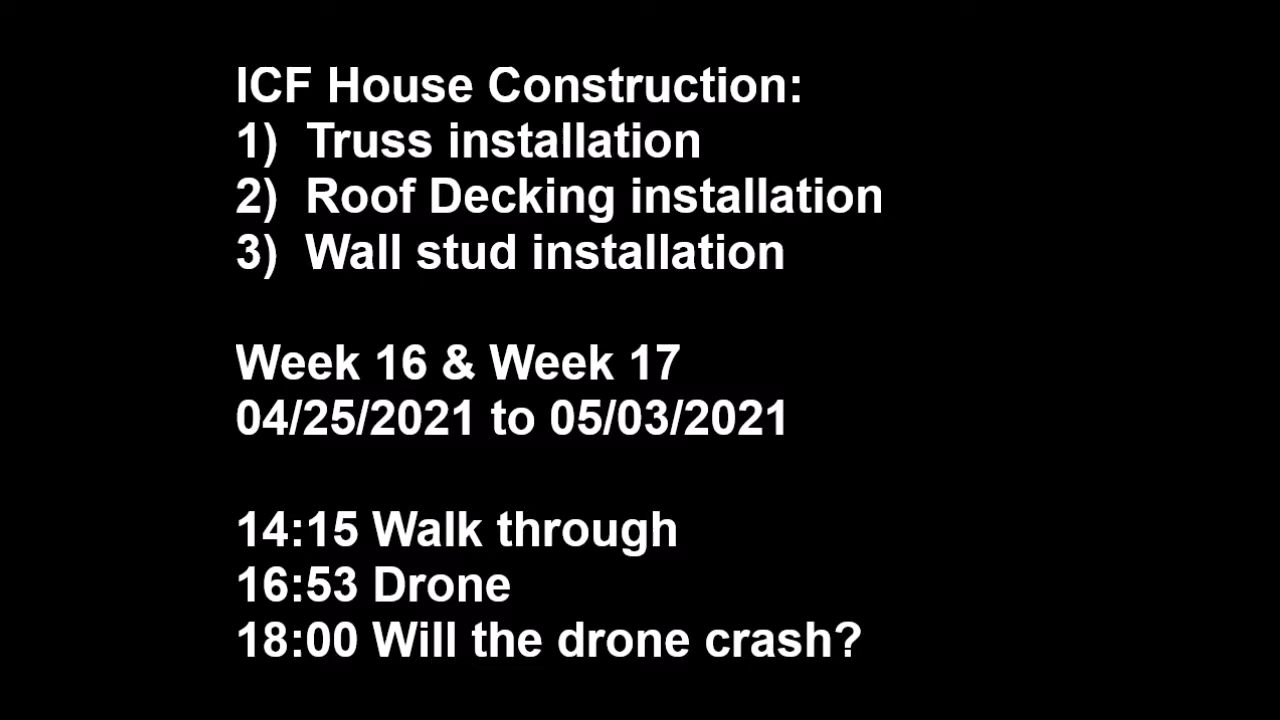 ICF House Construction:
1) Truss installation
2) Roof Decking installation
3) Wall stud installation
Week 16 & Week 17
04/25/2021 to 05/03/2021
14:15 Walk through
16:53 Drone
18:00 Will the drone crash?